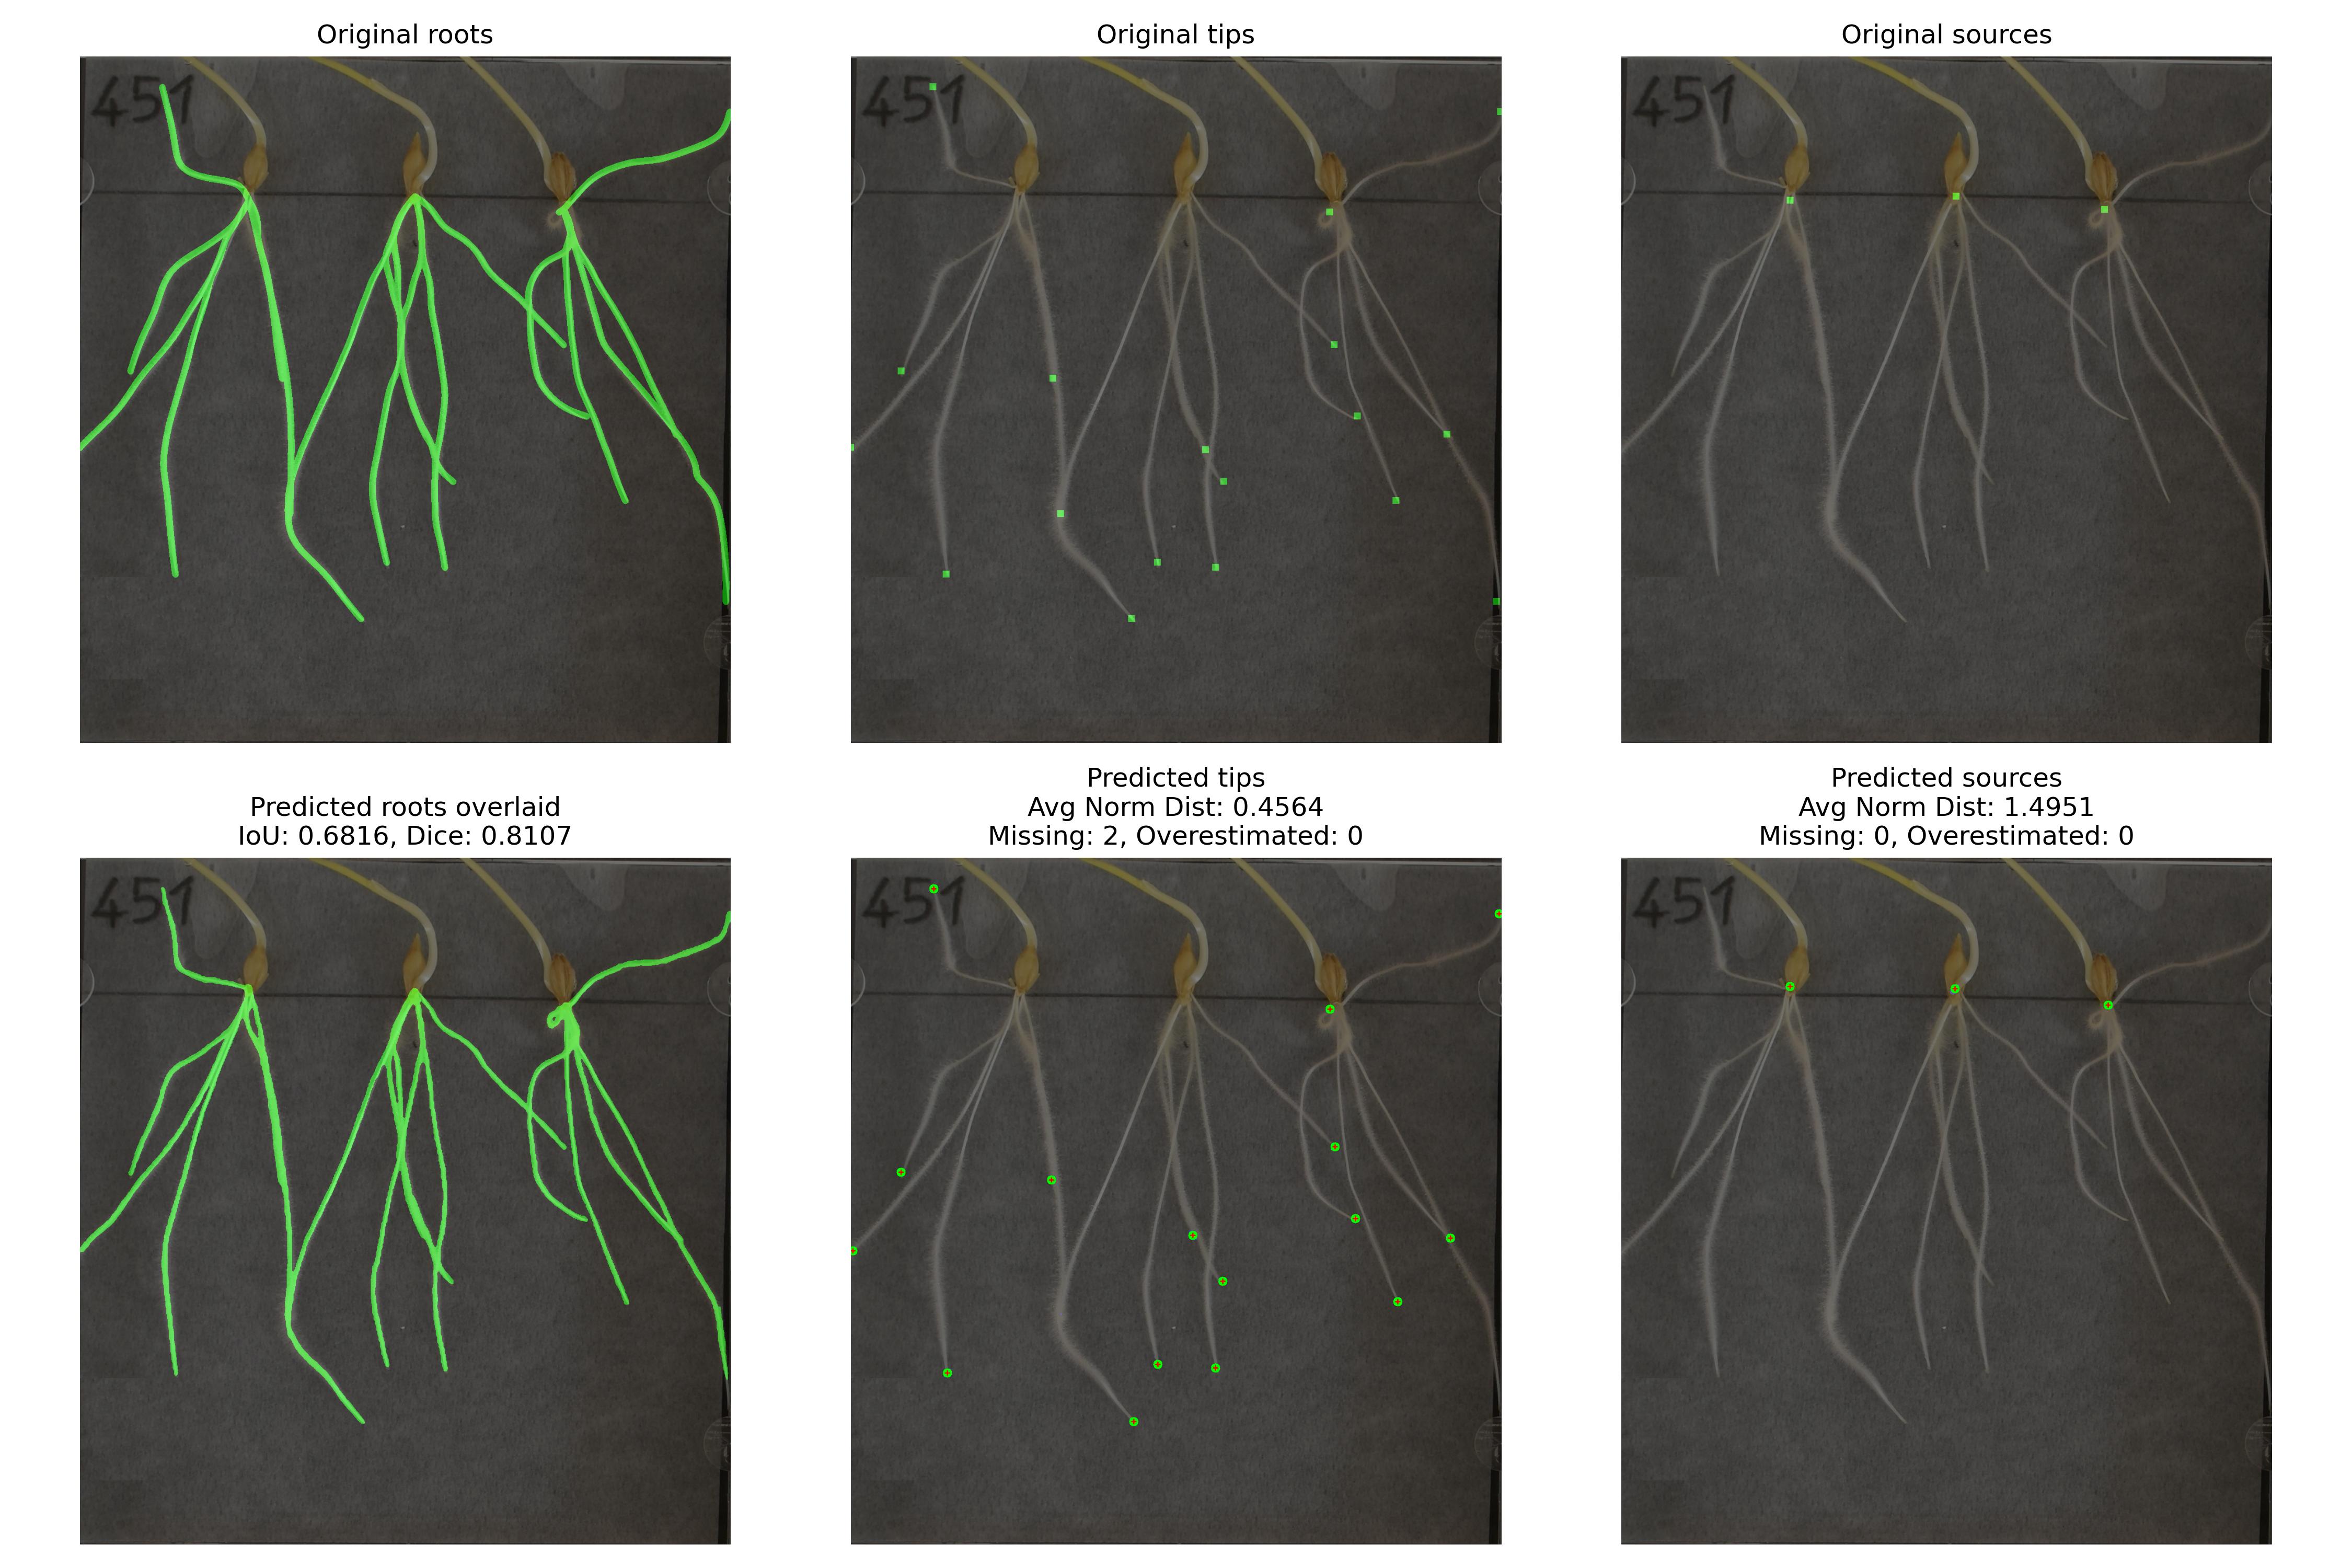 Original roots
Original tips
Original sources
451
451
451
Predicted roots overlaid
IoU: 0.6816, Dice: 0.8107
Predicted tips
Avg Norm Dist: 0.4564
Missing: 2, Overestimated: 0
Predicted sources
Avg Norm Dist: 1.4951
Missing: 0, Overestimated: 0
451
451
451